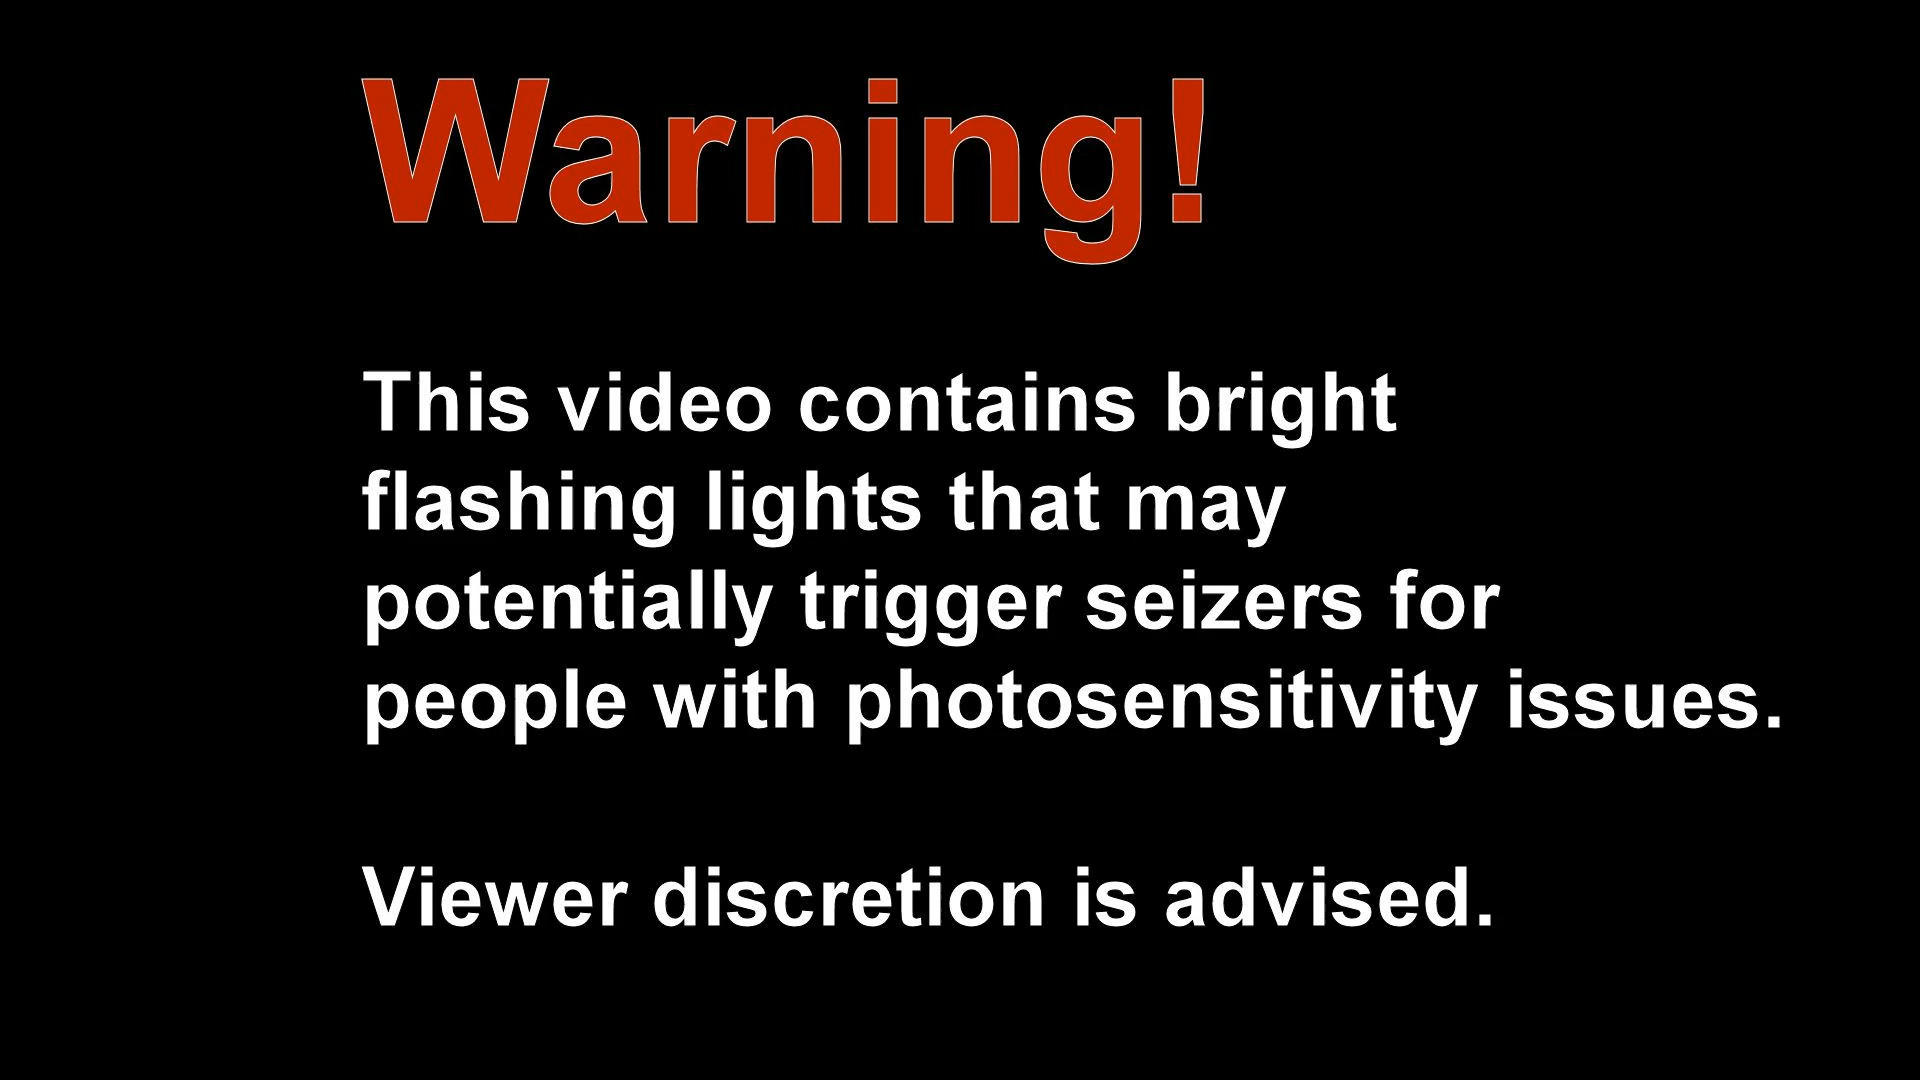 Warning!
This video contains bright
flashing lights that may
potentially trigger seizers for
people with photosensitivity issues.
Viewer discretion is advised.